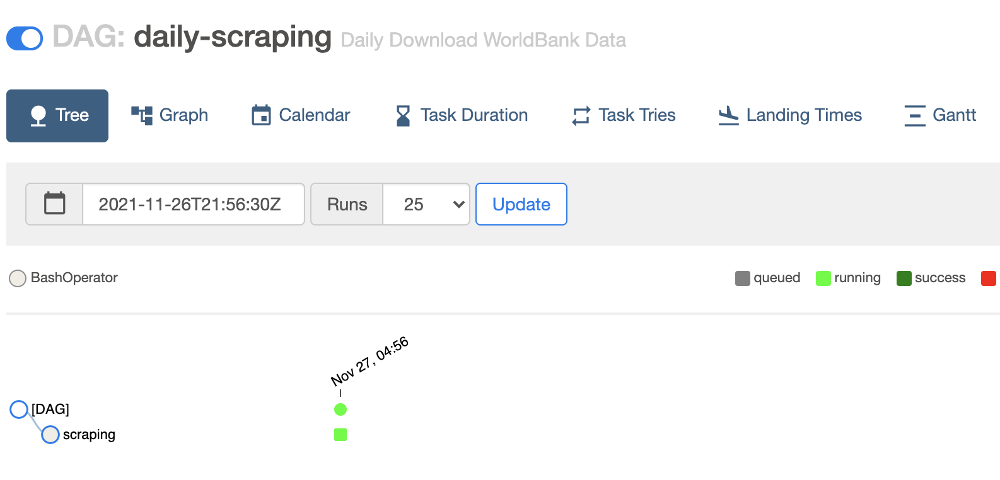 DAG: daily-scraping Daily Download WorldBank Data
Tree Graph Calendar Task Duration Task Tries Landing Times Gantt
2021-11-26T21:56:30Z Runs 25 Update
BashOperator queued running success
Nov 27, 04:56
[DAG]
scraping